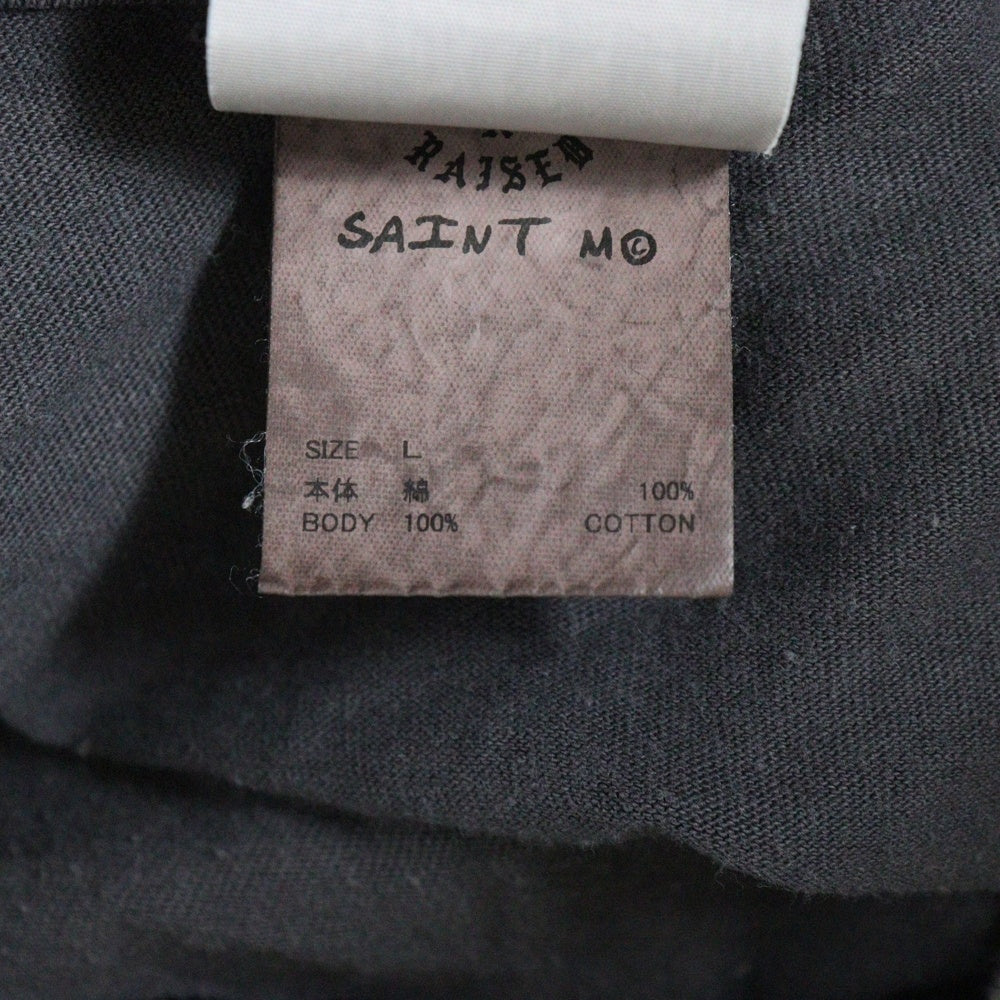 RAISED
SAINT M©
SIZE L
本体 綿 100%
BODY 100% COTTON